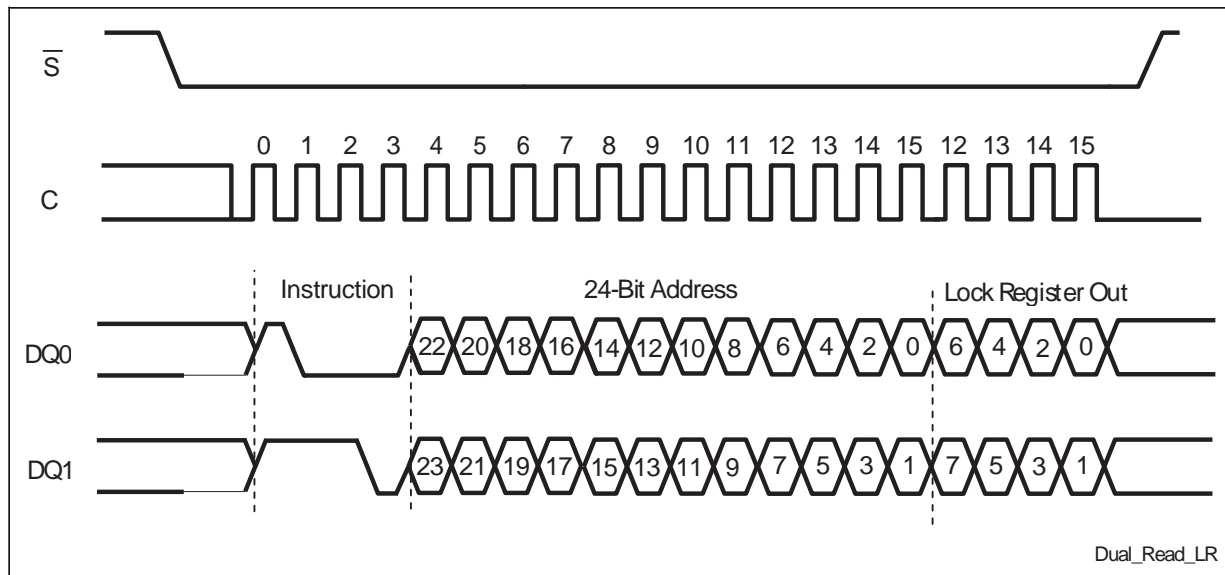 S
0 1 2 3 4 5 6 7 8 9 10 11 12 13 14 15 12 13 14 15
C
Instruction 24-Bit Address Lock Register Out
DQ0 22 20 18 16 14 12 10 8 6 4 2 0 6 4 2 0
DQ1 23 21 19 17 15 13 11 9 7 5 3 1 7 5 3 1
Dual_Read_LR